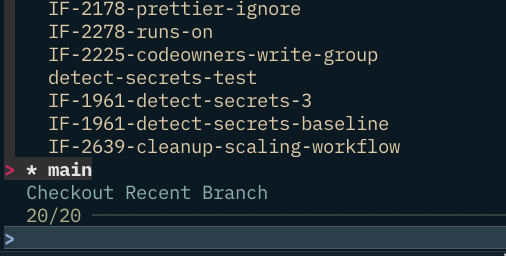 IF-2178-prettier-ignore
IF-2278-runs-on
IF-2225-codeowners-write-group
detect-secrets-test
IF-1961-detect-secrets-3
IF-1961-detect-secrets-baseline
IF-2639-cleanup-scaling-workflow
> * main
Checkout Recent Branch
20/20
>